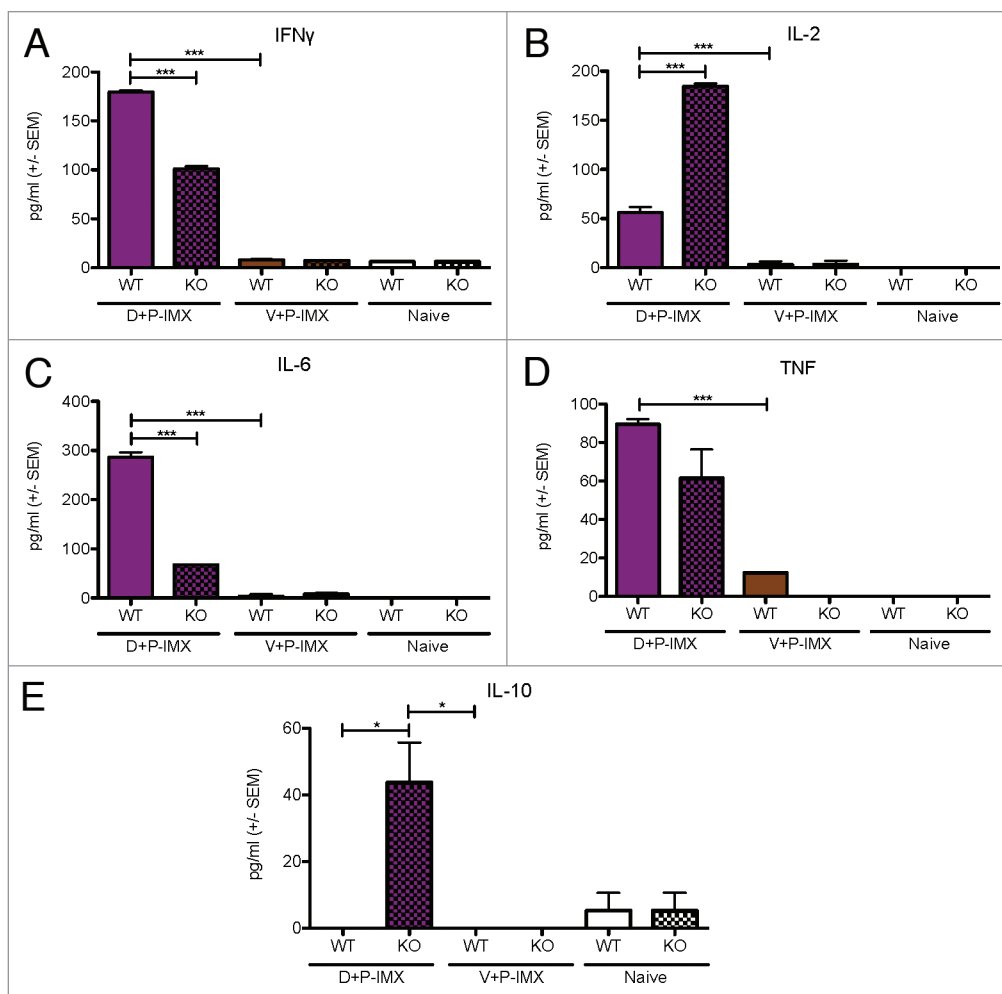 A
IFNγ
***
***
pg/ml (+/- SEM)
200
150
100
50
0
WT KO WT KO WT KO
D+P-IMX V+P-IMX Naive
B
IL-2
***
***
pg/ml (+/- SEM)
200
150
100
50
0
WT KO WT KO WT KO
D+P-IMX V+P-IMX Naive
C
IL-6
***
***
pg/ml (+/- SEM)
400
300
200
100
0
WT KO WT KO WT KO
D+P-IMX V+P-IMX Naive
D
TNF
***
pg/ml (+/- SEM)
100
80
60
40
20
0
WT KO WT KO WT KO
D+P-IMX V+P-IMX Naive
E
IL-10
*
*
pg/ml (+/- SEM)
60
40
20
0
WT KO WT KO WT KO
D+P-IMX V+P-IMX Naive